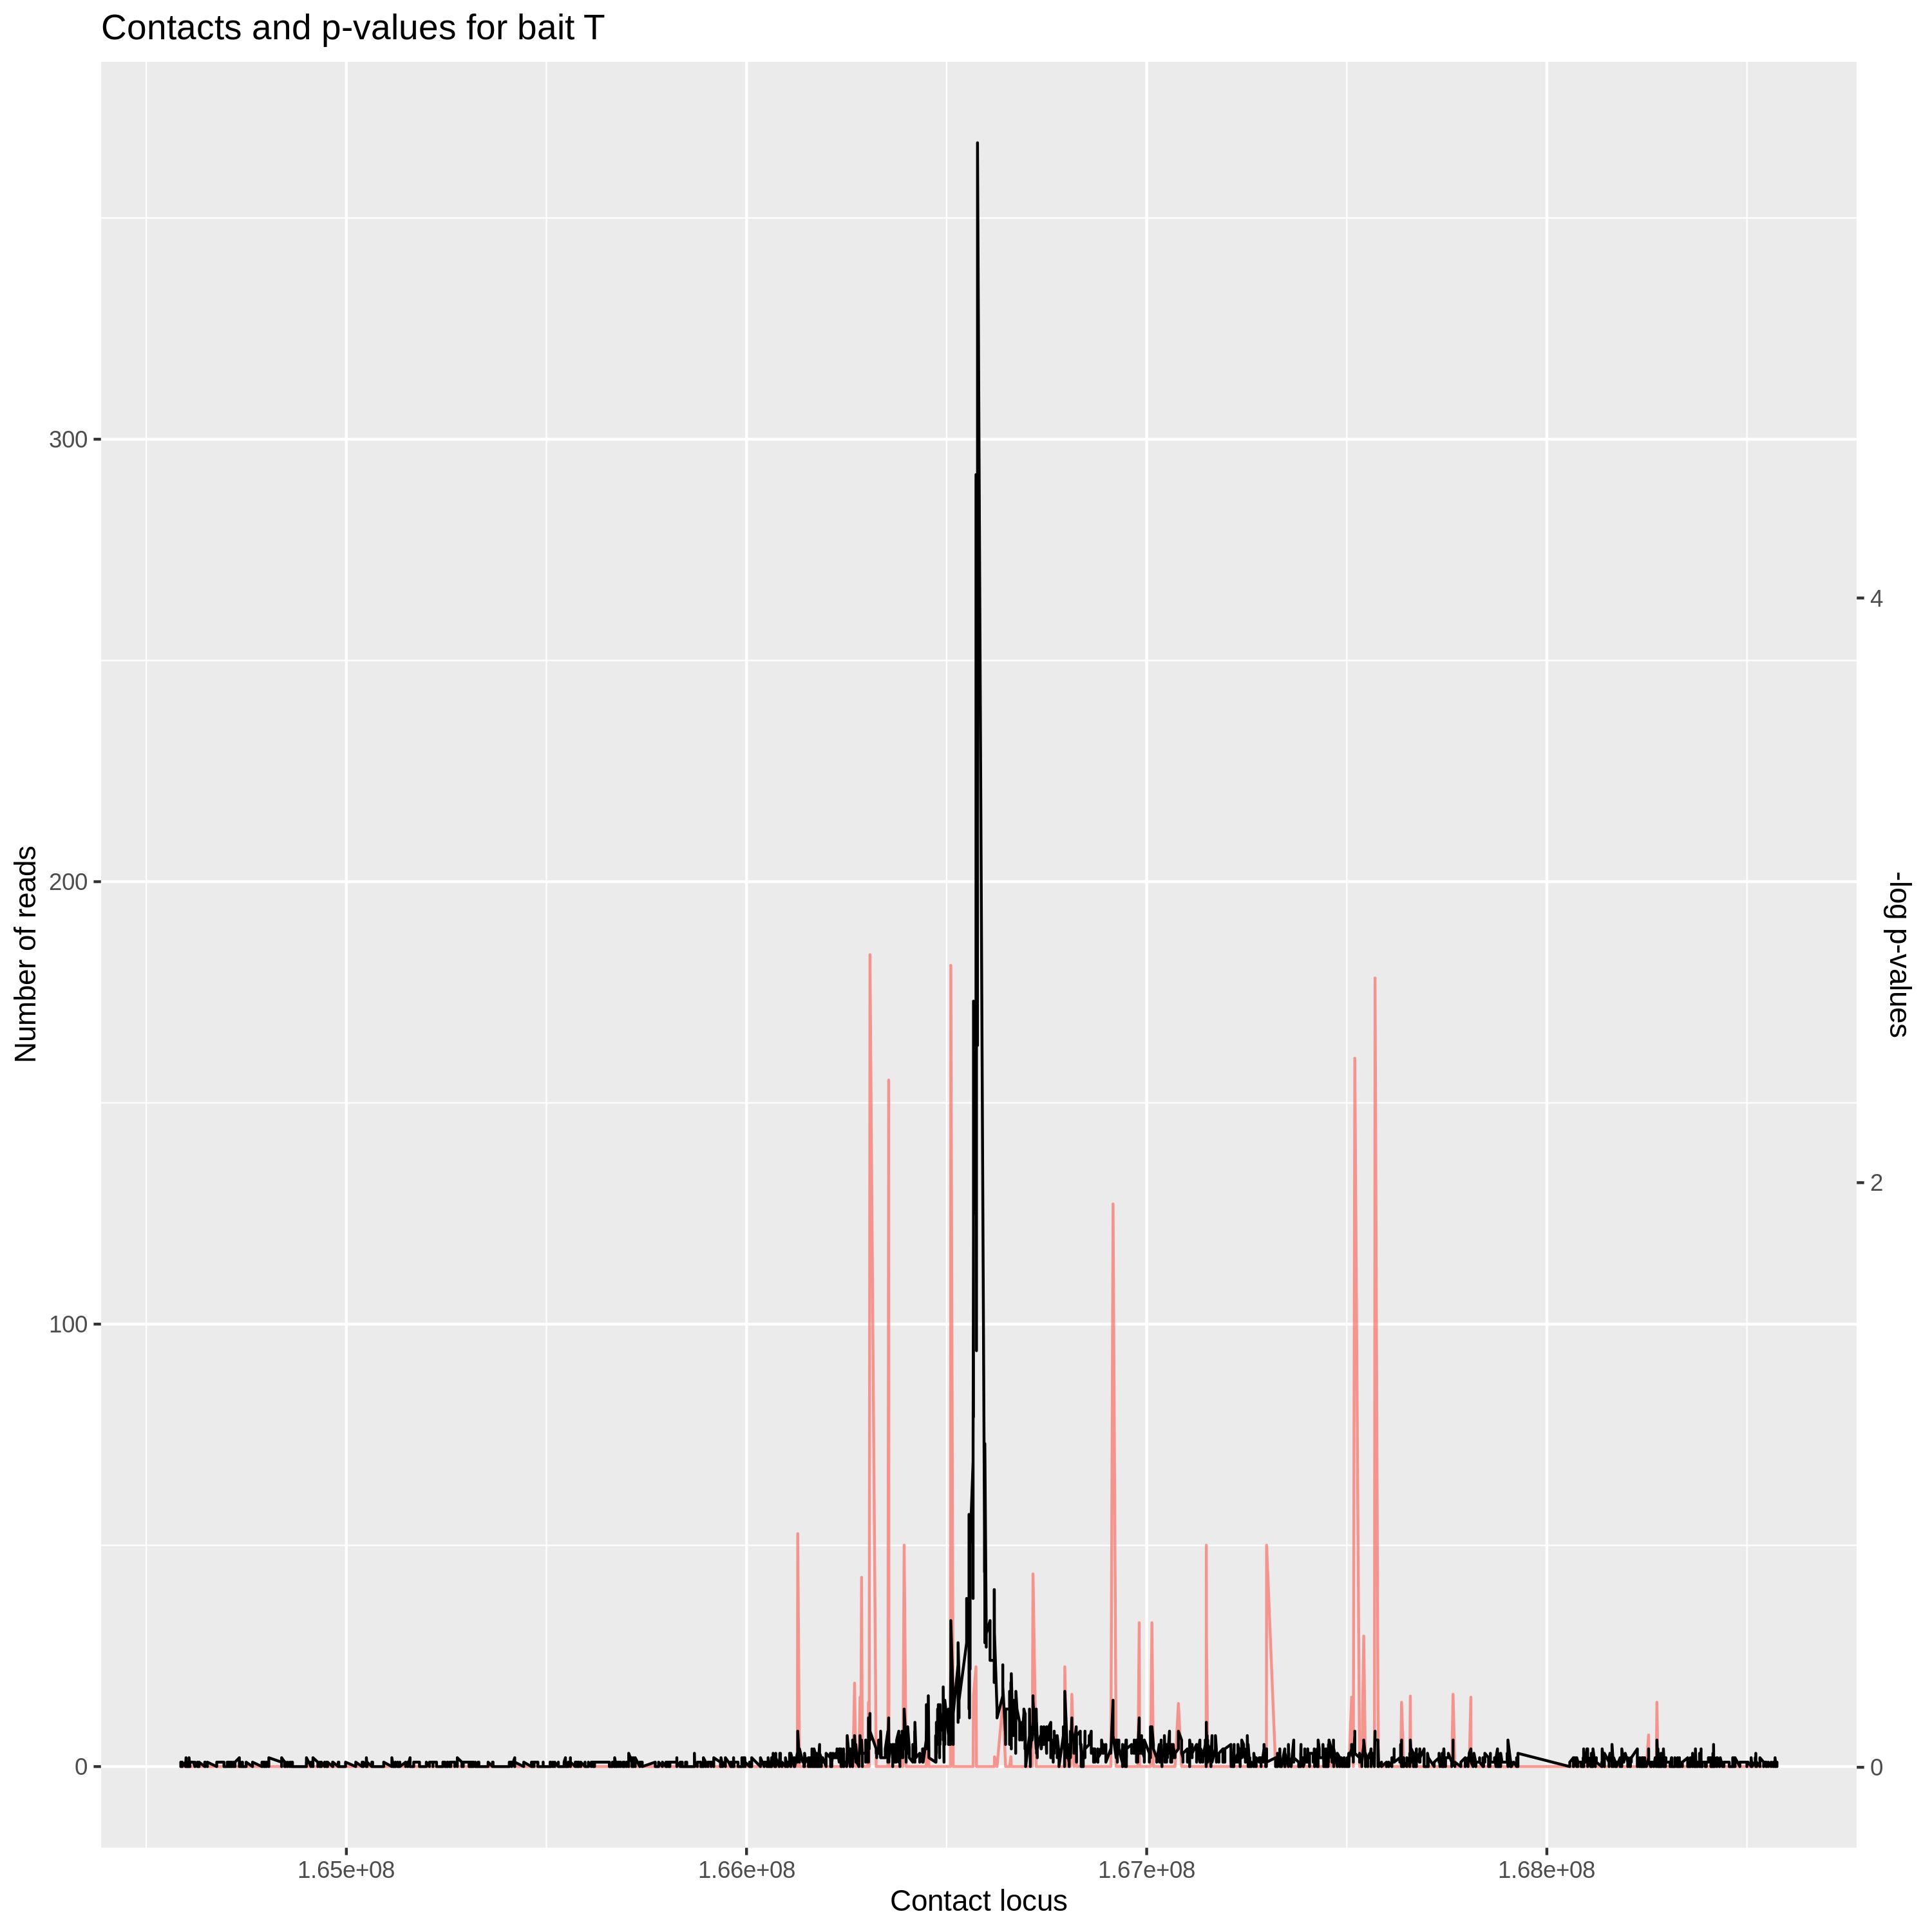 Contacts and p-values for bait T
Number of reads
300
200
100
0
4
2
0
-log p-values
1.65e+08
1.66e+08
1.67e+08
1.68e+08
Contact locus